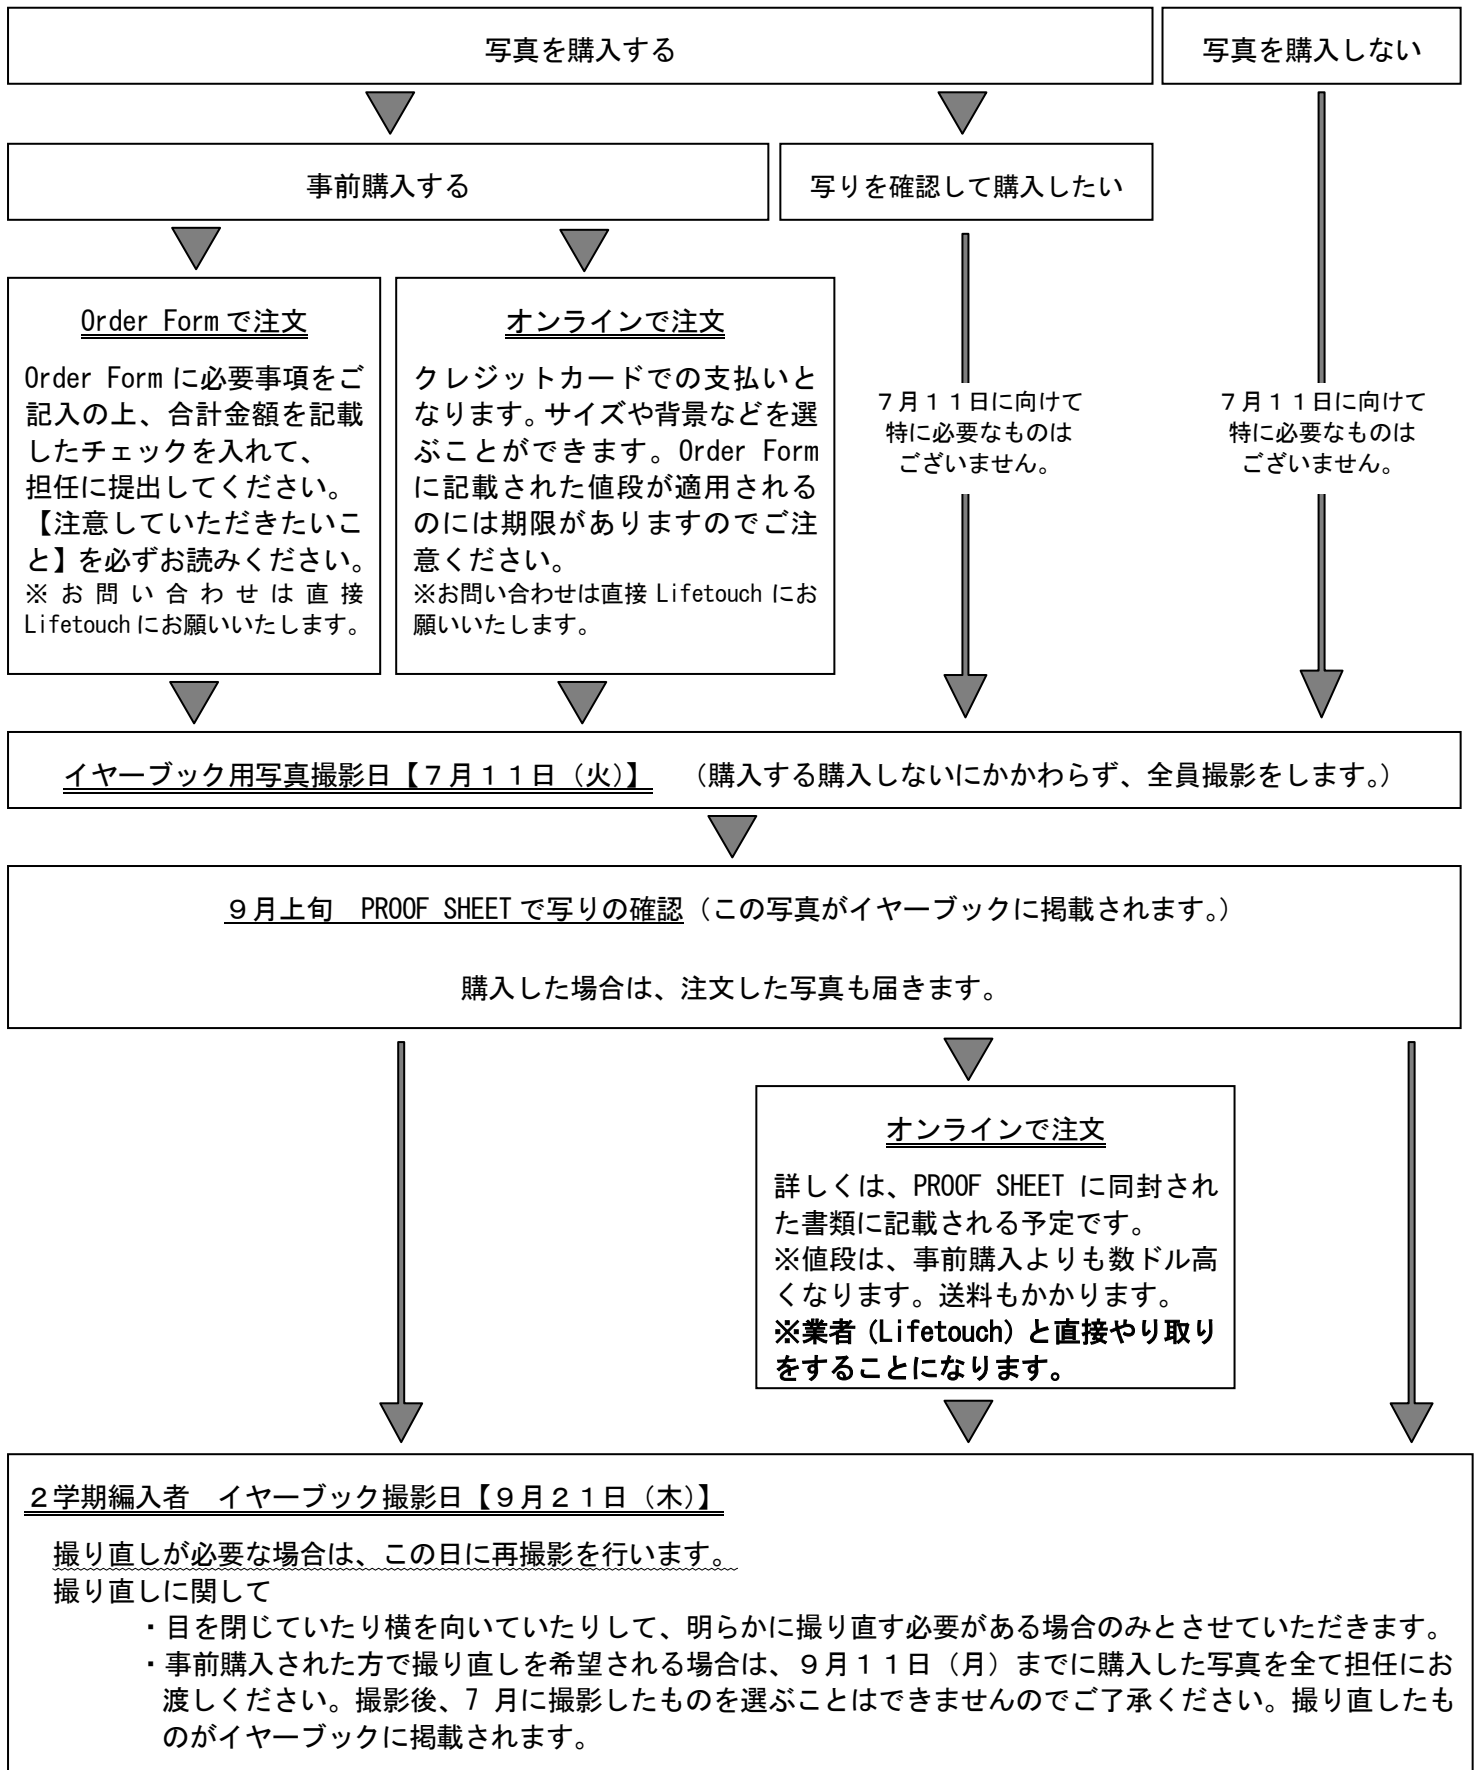 写真を購入する
写真を購入しない
事前購入する
写りを確認して購入したい
Order Formで注文
Order Formに必要事項をご
記入の上、合計金額を記載
したチェックを入れて、
担任に提出してください。
【注意していただきたいこ
と】を必ずお読みください。
※お問い合わせは直接
Lifetouchにお願いいたします。
オンラインで注文
クレジットカードでの支払いと
なります。サイズや背景などを選
ぶことができます。Order Form
に記載された値段が適用される
のには期限がありますのでご注
意ください。
※お問い合わせは直接 Lifetouch にお
願いいたします。
７月１１日に向けて
特に必要なものは
ございません。
７月１１日に向けて
特に必要なものは
ございません。
イヤーブック用写真撮影日【７月１１日（火）】　（購入する購入しないにかかわらず、全員撮影をします。）
９月上旬　PROOF SHEETで写りの確認（この写真がイヤーブックに掲載されます。）
購入した場合は、注文した写真も届きます。
オンラインで注文
詳しくは、PROOF SHEET に同封され
た書類に記載される予定です。
※値段は、事前購入よりも数ドル高
くなります。送料もかかります。
※業者（Lifetouch）と直接やり取り
をすることになります。
２学期編入者　イヤーブック撮影日【９月２１日（木）】
撮り直しが必要な場合は、この日に再撮影を行います。
撮り直しに関して
・目を閉じていたり横を向いていたりして、明らかに撮り直す必要がある場合のみとさせていただきます。
・事前購入された方で撮り直しを希望される場合は、９月１１日（月）までに購入した写真を全て担任にお
渡しください。撮影後、7 月に撮影したものを選ぶことはできませんのでご了承ください。撮り直したも
のがイヤーブックに掲載されます。